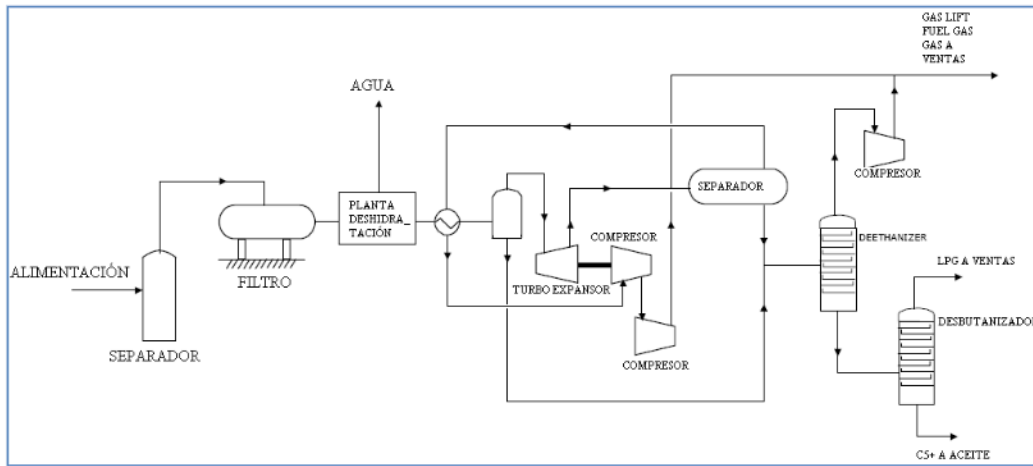 GAS LIFT
FUEL GAS
GAS A
VENTAS
AGUA
COMPRESOR
SEPARADOR
PLANTA
DESHIDRA_
TACIÓN
DEETHANIZER
COMPRESOR
LPG A VENTAS
ALIMENTACIÓN
FILTRO
TURBO EXPANSOR
DESBUTANIZADOR
SEPARADOR
COMPRESOR
C5+ A ACEITE